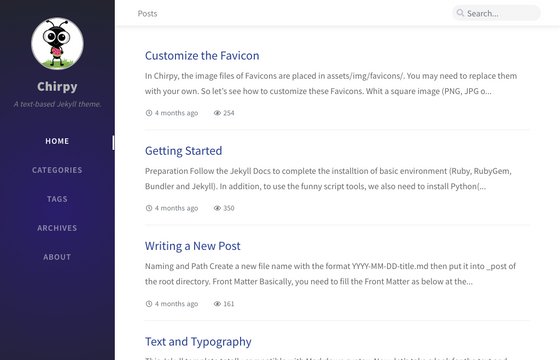 Chirpy
A text-based Jekyll theme.
HOME
CATEGORIES
TAGS
ARCHIVES
ABOUT
Posts
Search...
Customize the Favicon
In Chirpy, the image files of Favicons are placed in assets/img/favicons/. You may need to replace them
with your own. So let's see how to customize these Favicons. Whit a square image (PNG, JPG o...
4 months ago 254
Getting Started
Preparation Follow the Jekyll Docs to complete the installtion of basic environment (Ruby, RubyGem,
Bundler and Jekyll). In addition, to use the funny script tools, we also need to install Python(...
4 months ago 350
Writing a New Post
Naming and Path Create a new file name with the format YYYY-MM-DD-title.md then put it into _post of
the root directory. Front Matter Basically, you need to fill the Front Matter as below at the...
4 months ago 161
Text and Typography